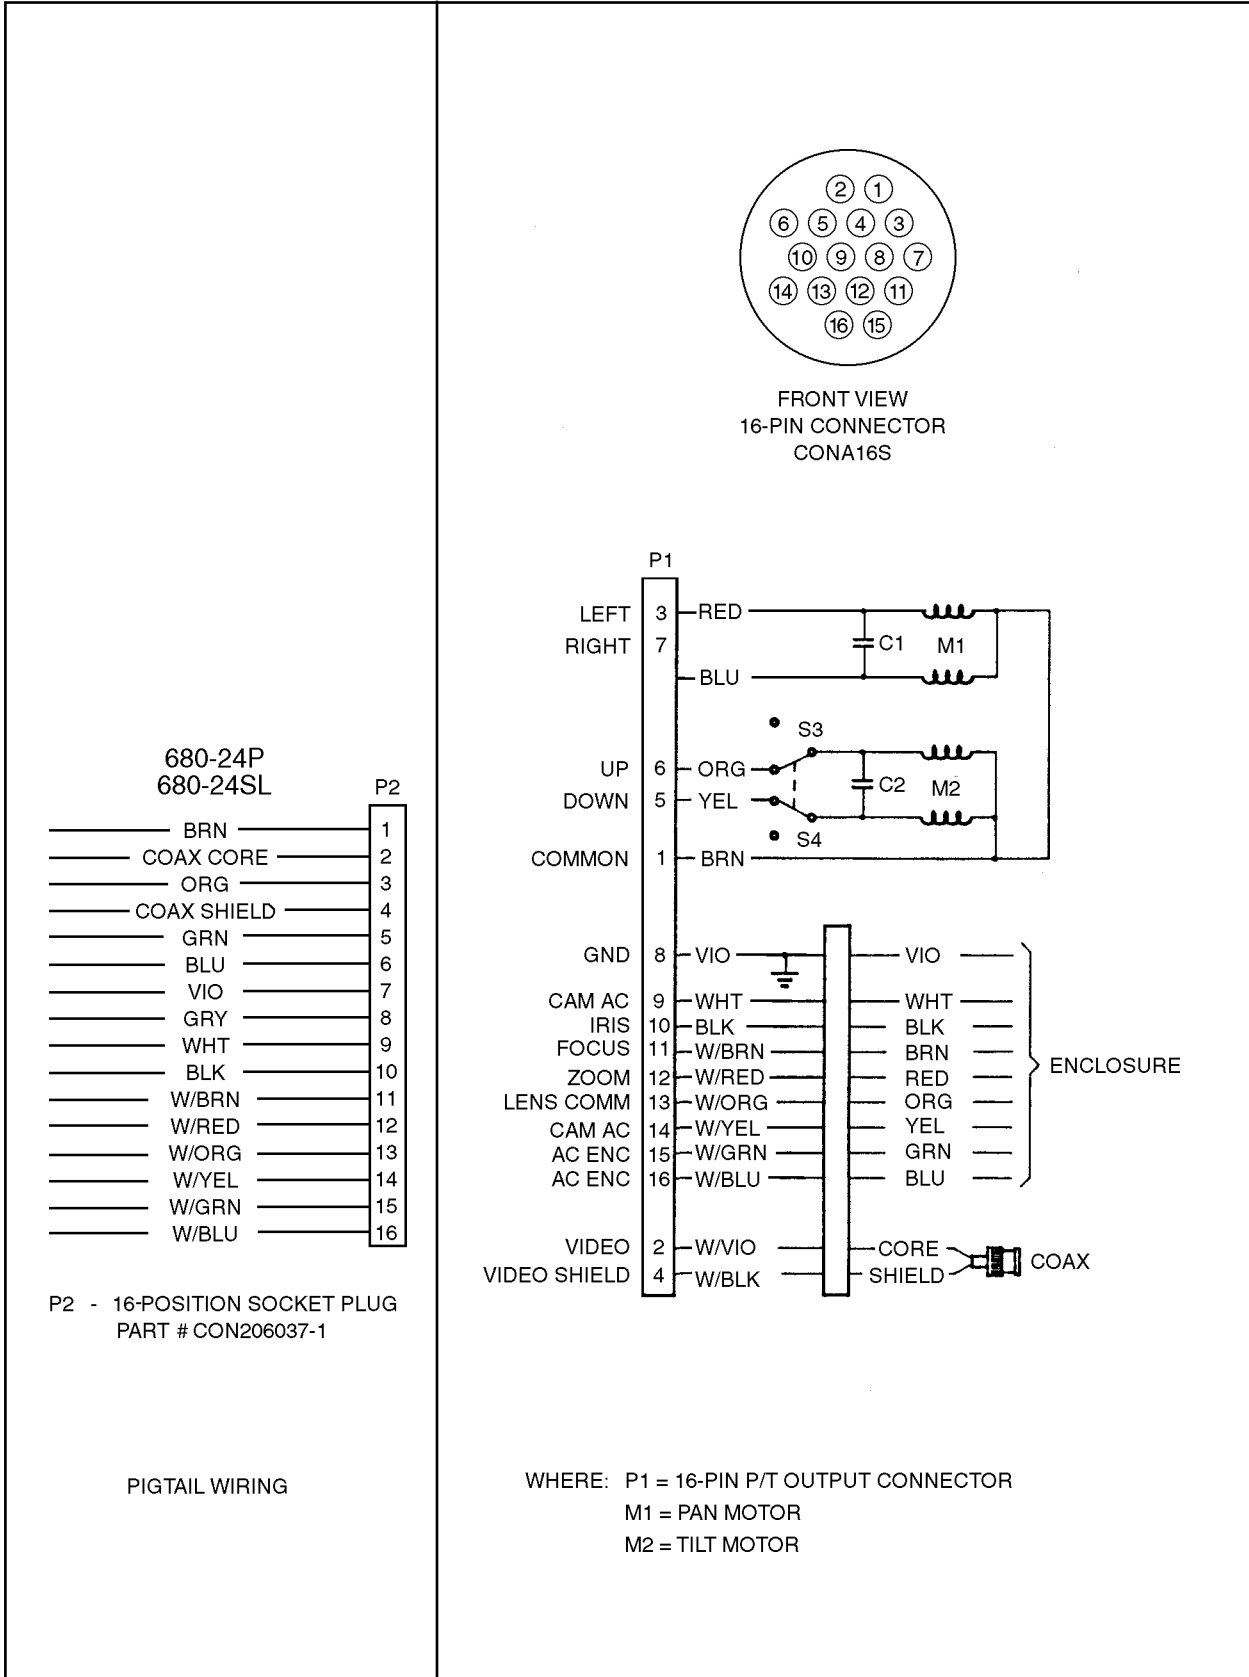 680-24P
680-24SL
P2
BRN 1
COAX CORE 2
ORG 3
COAX SHIELD 4
GRN 5
BLU 6
VIO 7
GRY 8
WHT 9
BLK 10
W/BRN 11
W/RED 12
W/ORG 13
W/YEL 14
W/GRN 15
W/BLU 16
P2 - 16-POSITION SOCKET PLUG
PART # CON206037-1
PIGTAIL WIRING
2 1
6 5 4 3
10 9 8 7
14 13 12 11
16 15
FRONT VIEW
16-PIN CONNECTOR
CONA16S
P1
LEFT 3 RED
RIGHT 7
C1 M1
BLU
S3
UP 6 ORG
C2 M2
DOWN 5 YEL
S4
COMMON 1 BRN
GND 8 VIO VIO
CAM AC 9 WHT WHT
IRIS 10 BLK BLK
FOCUS 11 W/BRN BRN
ENCLOSURE
ZOOM 12 W/RED RED
LENS COMM 13 W/ORG ORG
CAM AC 14 W/YEL YEL
AC ENC 15 W/GRN GRN
AC ENC 16 W/BLU BLU
VIDEO 2 W/VIO CORE
COAX
VIDEO SHIELD 4 W/BLK SHIELD
WHERE: P1 = 16-PIN P/T OUTPUT CONNECTOR
M1 = PAN MOTOR
M2 = TILT MOTOR